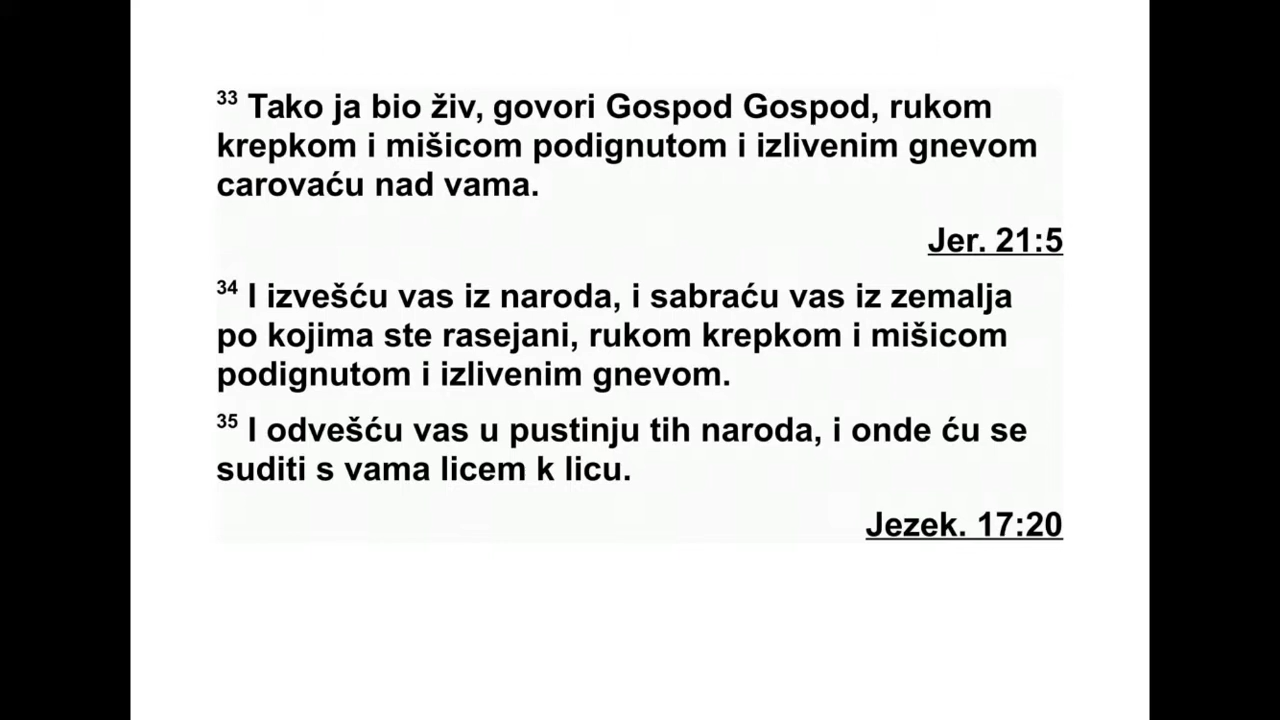 33 Tako ja bio živ, govori Gospod Gospod, rukom
krepkom i mišicom podignutom i izlivenim gnevom
carovaću nad vama.
Jer. 21:5
34 I izvešću vas iz naroda, i sabraću vas iz zemalja
po kojima ste rasejani, rukom krepkom i mišicom
podignutom i izlivenim gnevom.
35 I odvešću vas u pustinju tih naroda, i onde ću se
suditi s vama licem k licu.
Jezek. 17:20